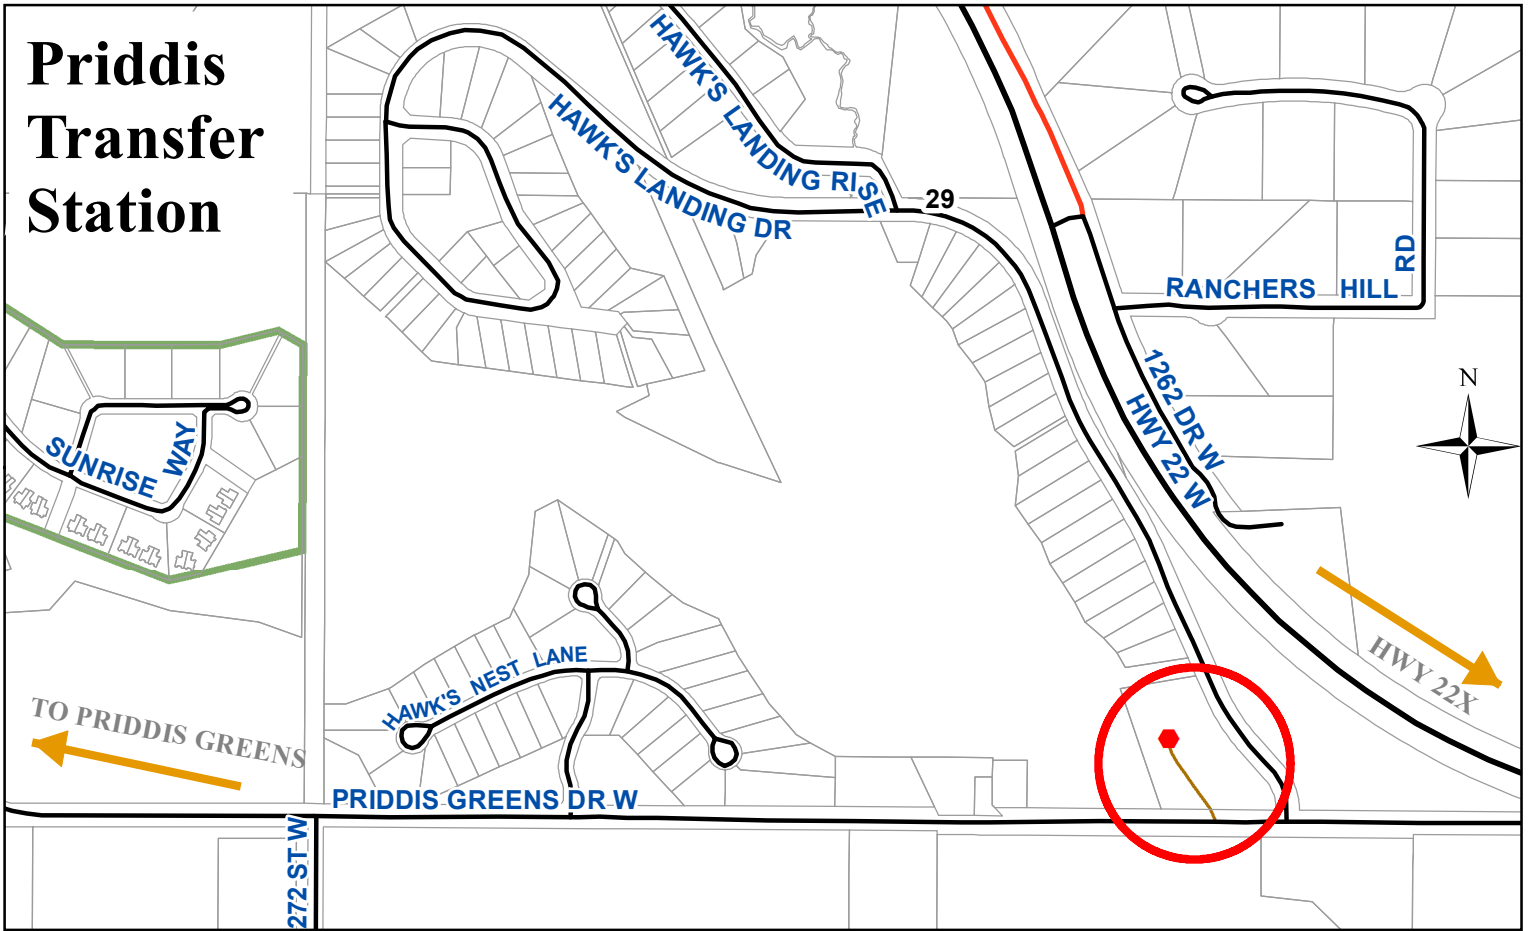 Priddis
Transfer
Station
HAWK'S LANDING RISE
HAWK'S LANDING DR
29
RANCHERS HILL RD
1262 DR W
HWY 22 W
N
SUNRISE WAY
HWY 22X
HAWK'S NEST LANE
TO PRIDDIS GREENS
PRIDDIS GREENS DR W
272 ST W